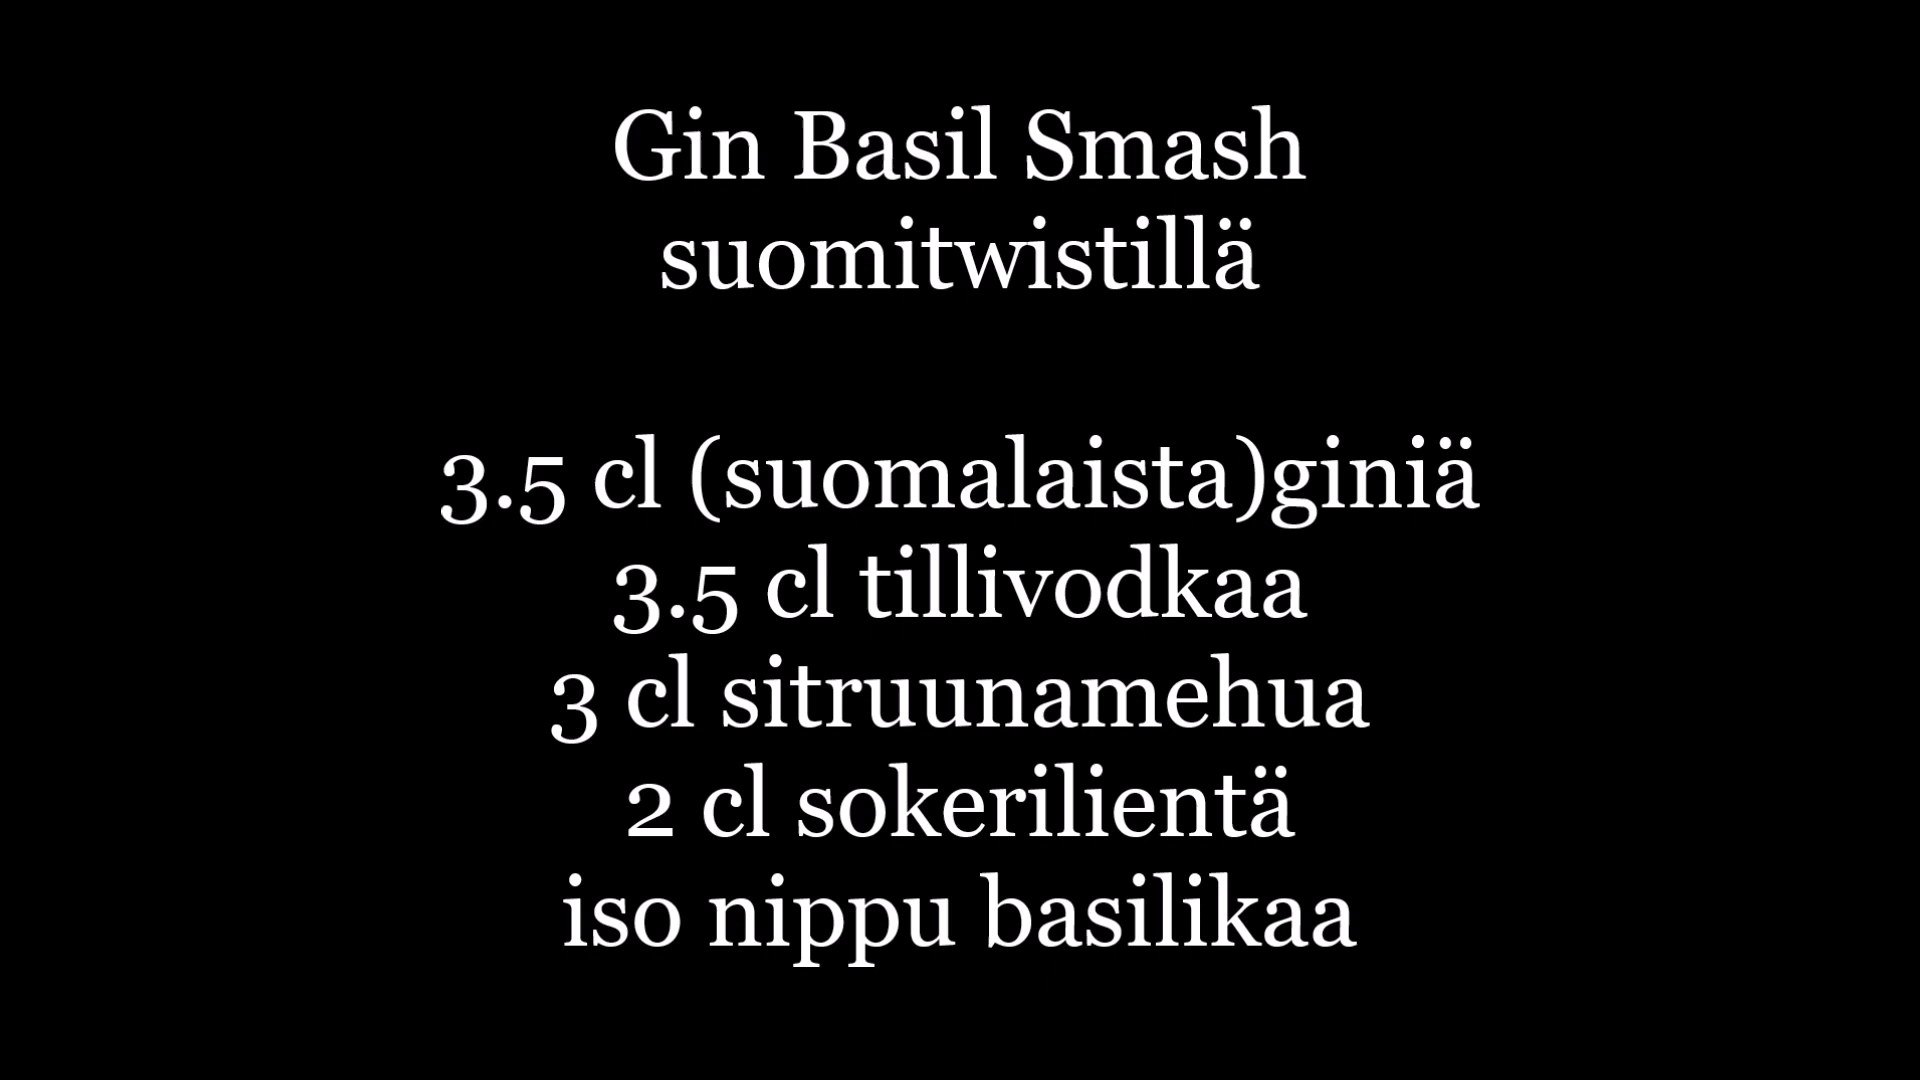 Gin Basil Smash
suomitwistillä
3.5 cl (suomalaista)giniä
3.5 cl tillivodkaa
3 cl sitruunamehua
2 cl sokerilientä
iso nippu basilikaa